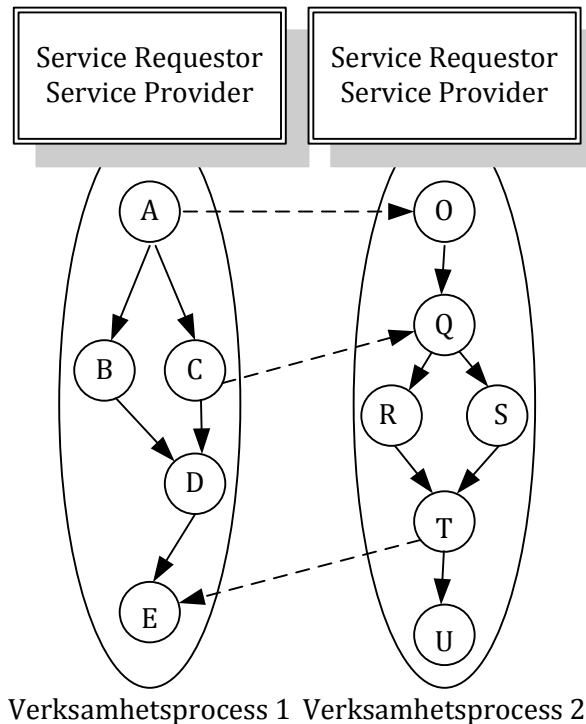 Service Requestor
Service Provider
Service Requestor
Service Provider
A
O
Q
B
C
R
S
D
T
E
U
Verksamhetsprocess 1
Verksamhetsprocess 2